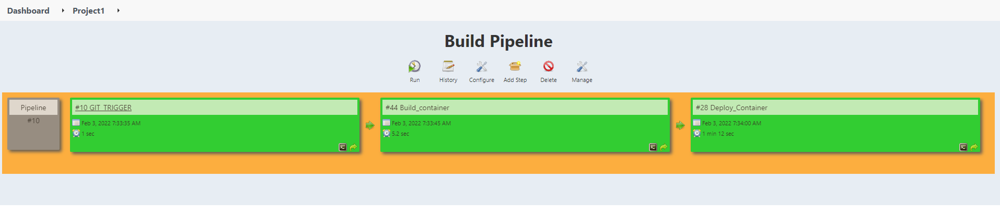 Dashboard Project1
Build Pipeline
Run History Configure Add Step Delete Manage
Pipeline
#10
#10 GIT_TRIGGER
Feb 3, 2022 7:33:35 AM
1 sec
#44 Build_container
Feb 3, 2022 7:33:45 AM
5.2 sec
#28 Deploy_Container
Feb 3, 2022 7:34:00 AM
1 min 12 sec